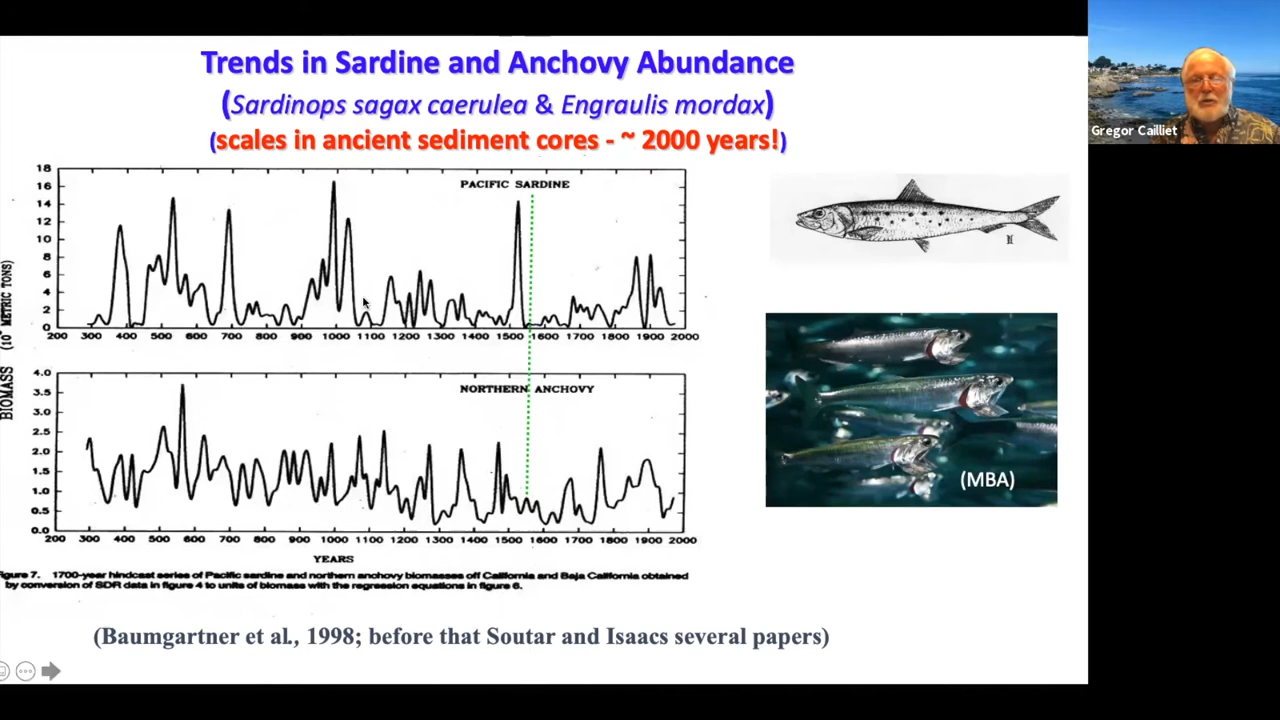 Trends in Sardine and Anchovy Abundance
(Sardinops sagax caerulea & Engraulis mordax)
(scales in ancient sediment cores - ~ 2000 years!)
Gregor Cailliet
PACIFIC SARDINE
18
16
14
12
10
8
6
4
2
0
200 300 400 500 600 700 800 900 1000 1100 1200 1300 1400 1500 1600 1700 1800 1900 2000
BIOMASS METRIC TONS)
NORTHERN ANCHOVY
4.0
3.5
3.0
2.5
2.0
1.5
1.0
0.5
0.0
200 300 400 500 600 700 800 900 1000 1100 1200 1300 1400 1500 1600 1700 1800 1900 2000
YEARS
(MBA)
igure 7. 1700-year hindcast series of Pacific sardine and northern anchovy biomasses off California and Baja California obtained
by conversion of SDR data in figure 4 to units of biomass with the regression equations in figure 6.
(Baumgartner et al., 1998; before that Soutar and Isaacs several papers)